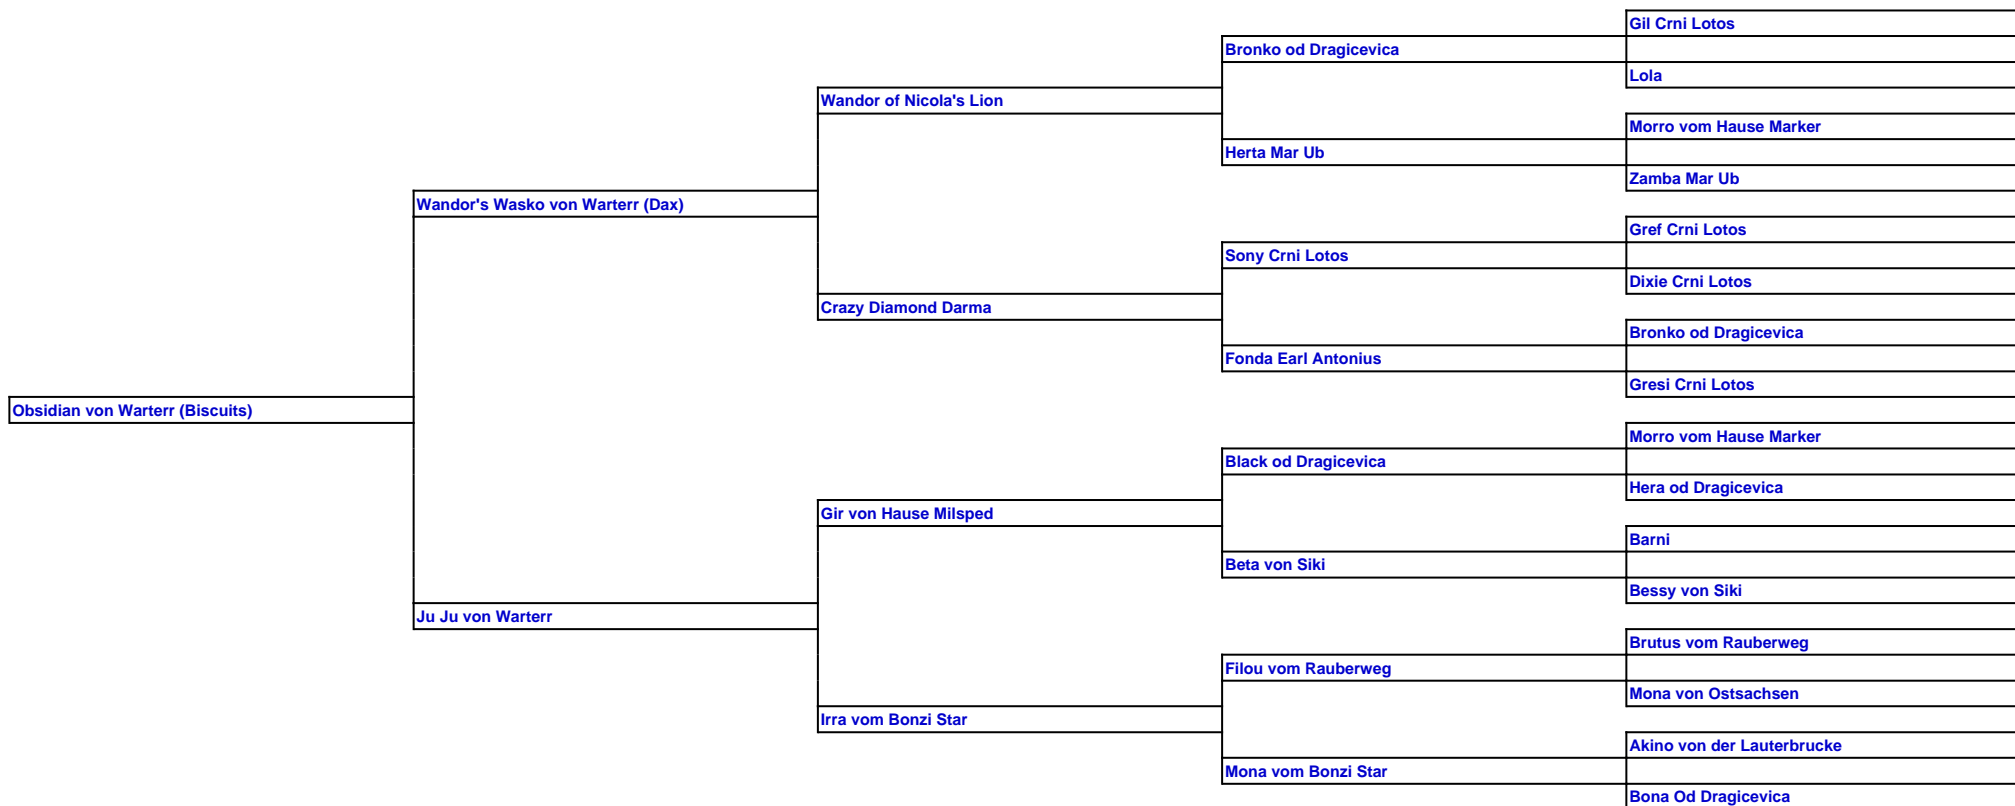 Gil Crni Lotos
Bronko od Dragicevica
Lola
Wandor of Nicola's Lion
Morro vom Hause Marker
Herta Mar Ub
Zamba Mar Ub
Wandor's Wasko von Warterr (Dax)
Gref Crni Lotos
Sony Crni Lotos
Dixie Crni Lotos
Crazy Diamond Darma
Bronko od Dragicevica
Fonda Earl Antonius
Gresi Crni Lotos
Obsidian von Warterr (Biscuits)
Morro vom Hause Marker
Black od Dragicevica
Hera od Dragicevica
Gir von Hause Milsped
Barni
Beta von Siki
Bessy von Siki
Ju Ju von Warterr
Brutus vom Rauberweg
Filou vom Rauberweg
Mona von Ostsachsen
Irra vom Bonzi Star
Akino von der Lauterbrucke
Mona vom Bonzi Star
Bona Od Dragicevica